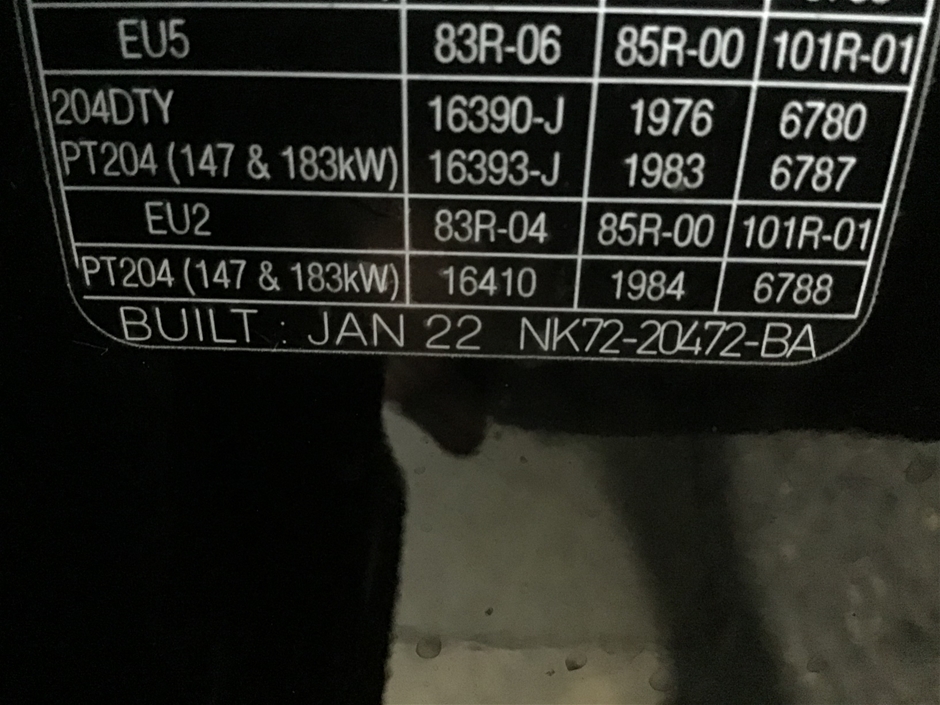 EU5 83R-06 85R-00 101R-01
204DTY 16390-J 1976 6780
PT204 (147 & 183kW) 16393-J 1983 6787
EU2 83R-04 85R-00 101R-01
PT204 (147 & 183kW) 16410 1984 6788
BUILT : JAN 22 NK72-20472-BA